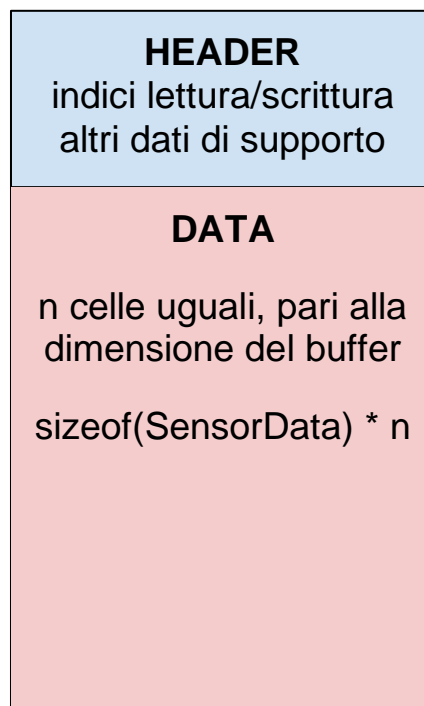 HEADER
indici lettura/scrittura
altri dati di supporto
DATA
n celle uguali, pari alla
dimensione del buffer
sizeof(SensorData) * n